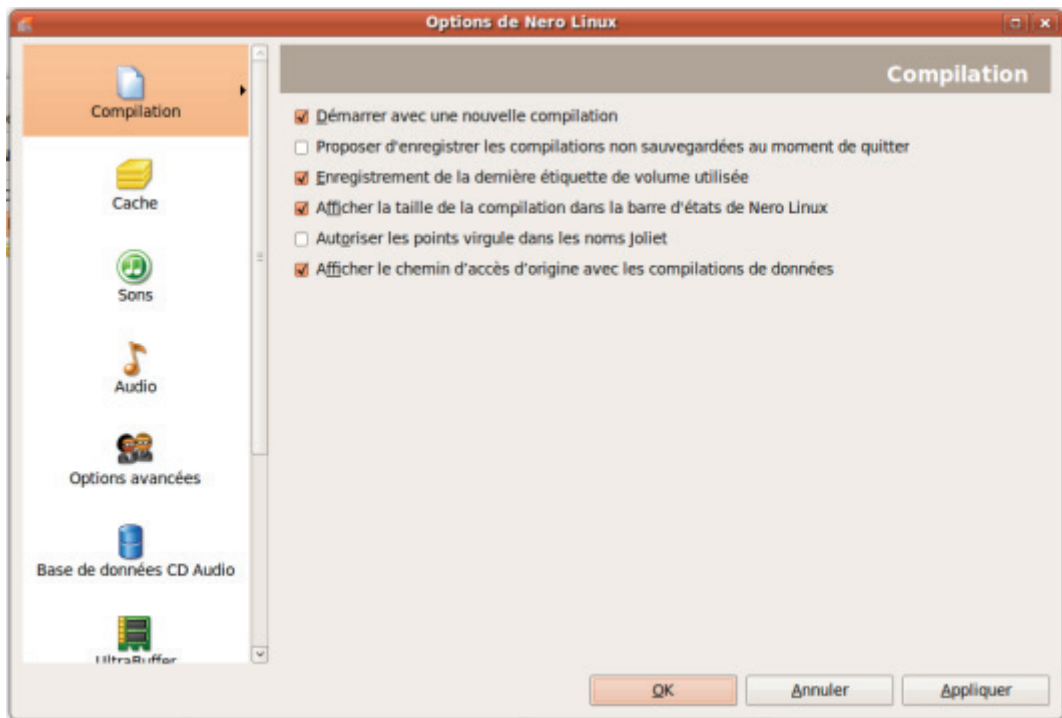 Options de Nero Linux
Compilation
Cache
Sons
Audio
Options avancées
Base de données CD Audio
UltraBuffer
Compilation
Démarrer avec une nouvelle compilation
Proposer d'enregistrer les compilations non sauvegardées au moment de quitter
Enregistrement de la dernière étiquette de volume utilisée
Afficher la taille de la compilation dans la barre d'états de Nero Linux
Autoriser les points virgule dans les noms Joliet
Afficher le chemin d'accès d'origine avec les compilations de données
OK
Annuler
Appliquer